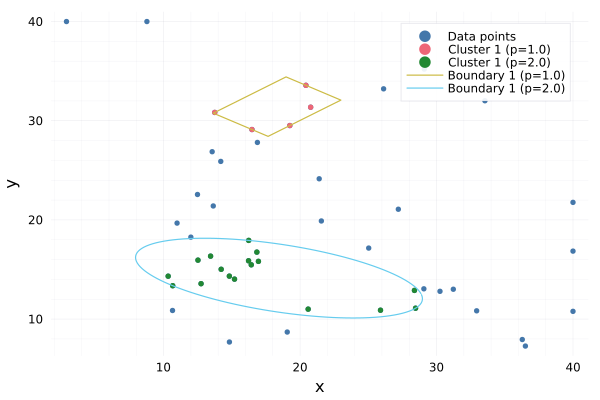 40
30
20
10
y
10
20
30
40
x
Data points
Cluster 1 (p=1.0)
Cluster 1 (p=2.0)
Boundary 1 (p=1.0)
Boundary 1 (p=2.0)